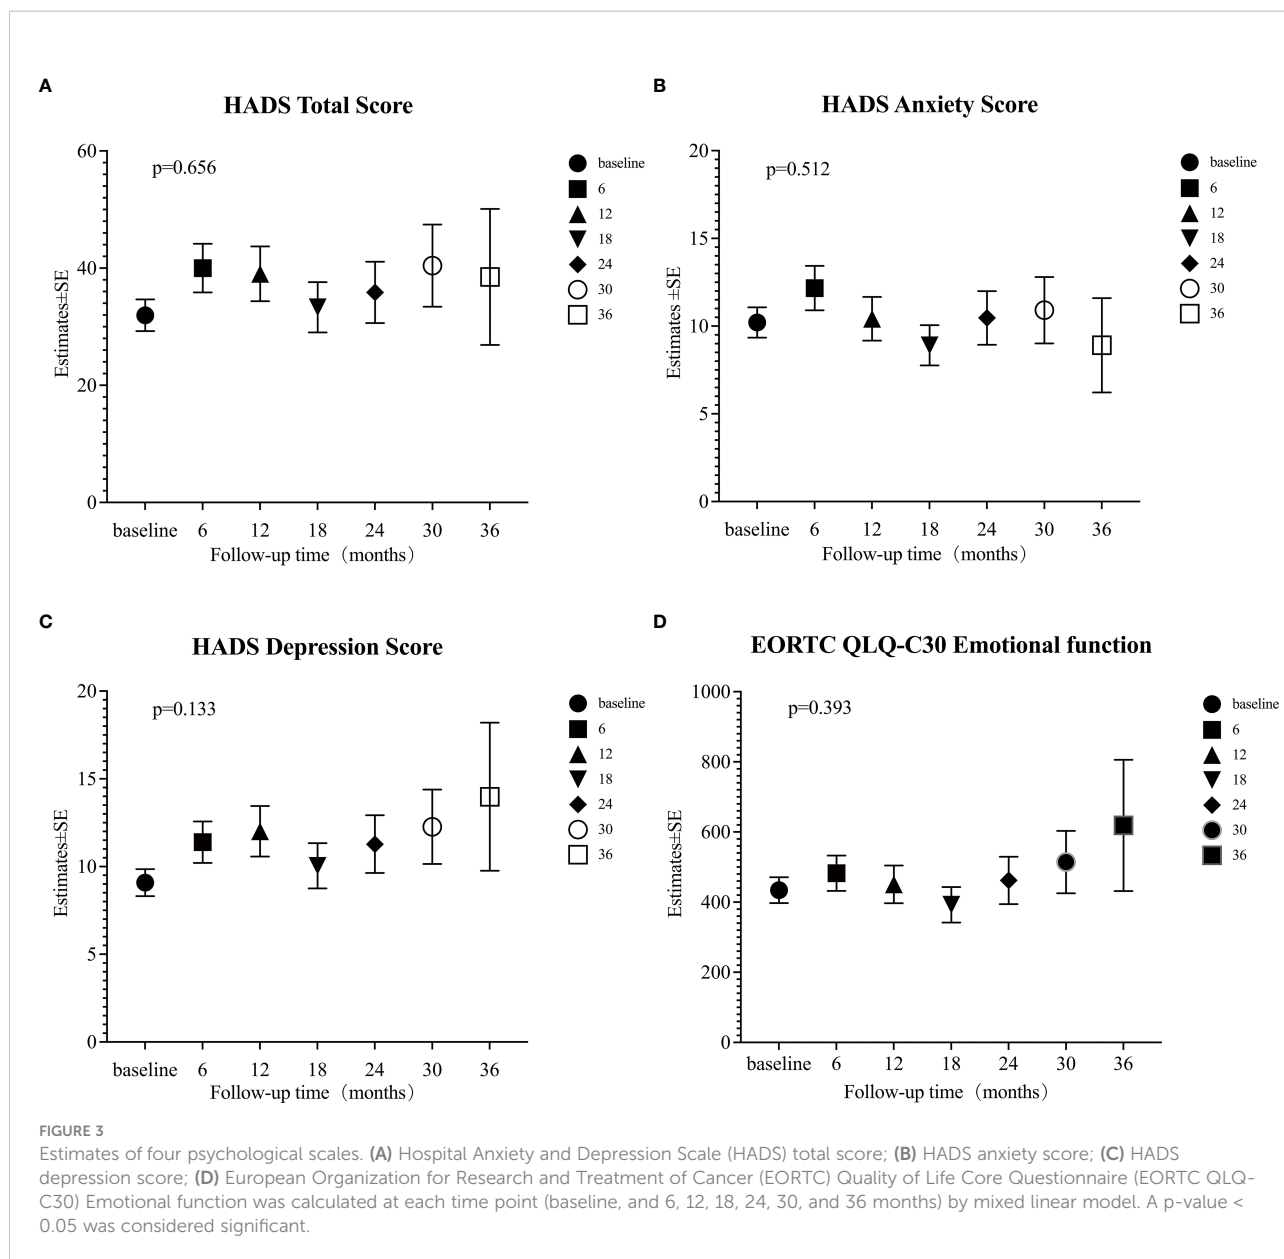 A
HADS Total Score
p=0.656
60
40
20
0
Estimates±SE
baseline 6 12 18 24 30 36
Follow-up time（months）
baseline
6
12
18
24
30
36
B
HADS Anxiety Score
p=0.512
20
15
10
5
0
Estimates ±SE
baseline 6 12 18 24 30 36
Follow-up time（months）
baseline
6
12
18
24
30
36
C
HADS Depression Score
p=0.133
20
15
10
5
0
Estimates±SE
baseline 6 12 18 24 30 36
Follow-up time（months）
baseline
6
12
18
24
30
36
D
EORTC QLQ-C30 Emotional function
p=0.393
1000
800
600
400
200
0
Estimates±SE
baseline 6 12 18 24 30 36
Follow-up time（months）
baseline
6
12
18
24
30
36
FIGURE 3
Estimates of four psychological scales. (A) Hospital Anxiety and Depression Scale (HADS) total score; (B) HADS anxiety score; (C) HADS
depression score; (D) European Organization for Research and Treatment of Cancer (EORTC) Quality of Life Core Questionnaire (EORTC QLQ-
C30) Emotional function was calculated at each time point (baseline, and 6, 12, 18, 24, 30, and 36 months) by mixed linear model. A p-value <
0.05 was considered significant.